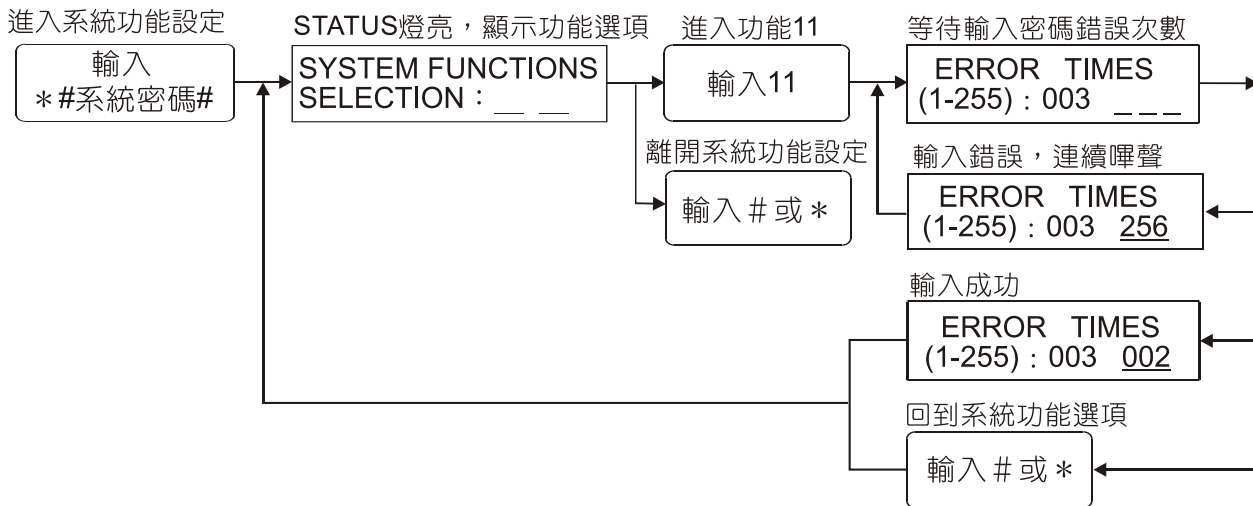 進入系統功能設定
輸入
＊#系統密碼#
STATUS燈亮，顯示功能選項
SYSTEM FUNCTIONS
SELECTION：__ __
進入功能11
輸入11
離開系統功能設定
輸入＃或＊
等待輸入密碼錯誤次數
ERROR TIMES
(1-255)：003 _ _ _
輸入錯誤，連續嗶聲
ERROR TIMES
(1-255)：003 256
輸入成功
ERROR TIMES
(1-255)：003 002
回到系統功能選項
輸入＃或＊